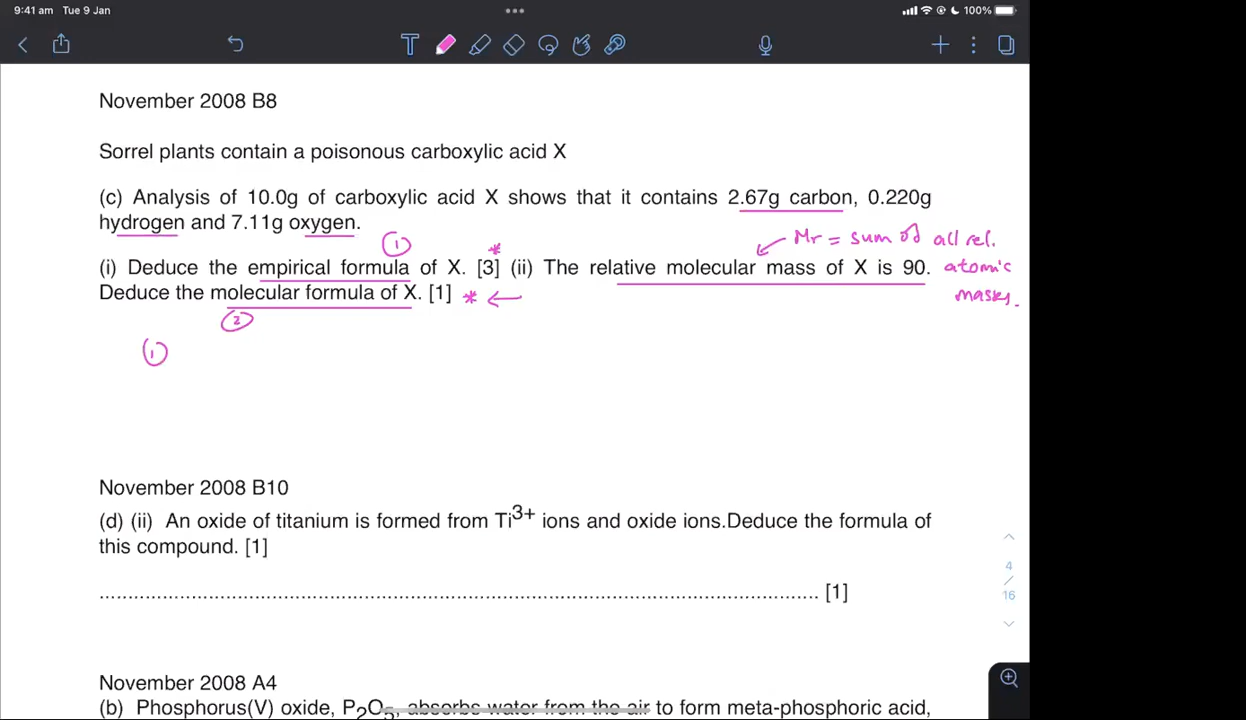 9:41 am Tue 9 Jan
100%
November 2008 B8
Sorrel plants contain a poisonous carboxylic acid X
(c) Analysis of 10.0g of carboxylic acid X shows that it contains 2.67g carbon, 0.220g
hydrogen and 7.11g oxygen.
1
* Mr = sum of all rel.
(i) Deduce the empirical formula of X. [3] (ii) The relative molecular mass of X is 90. atomic
Deduce the molecular formula of X. [1] * ← masses.
2
1
November 2008 B10
(d) (ii) An oxide of titanium is formed from Ti3+ ions and oxide ions.Deduce the formula of
this compound. [1]
.......................................................................................................................... [1]
4
/
16
November 2008 A4
(b) Phosphorus(V) oxide, P2O5, absorbs water from the air to form meta-phosphoric acid,